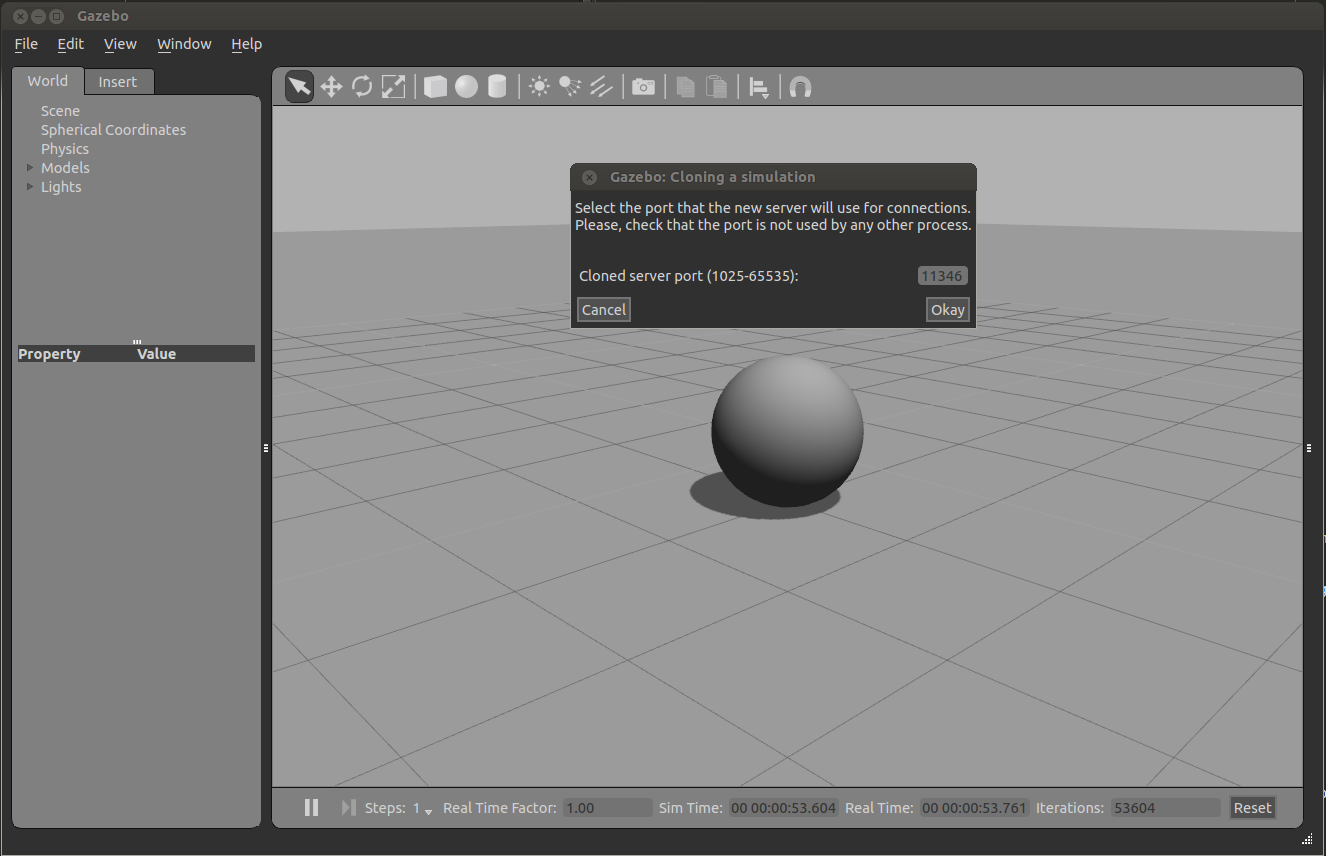 Gazebo
File Edit View Window Help
World Insert
Scene
Spherical Coordinates
Physics
Models
Lights
Property Value
Gazebo: Cloning a simulation
Select the port that the new server will use for connections.
Please, check that the port is not used by any other process.
Cloned server port (1025-65535): 11346
Cancel Okay
Steps: 1 Real Time Factor: 1.00 Sim Time: 00 00:00:53.604 Real Time: 00 00:00:53.761 Iterations: 53604 Reset